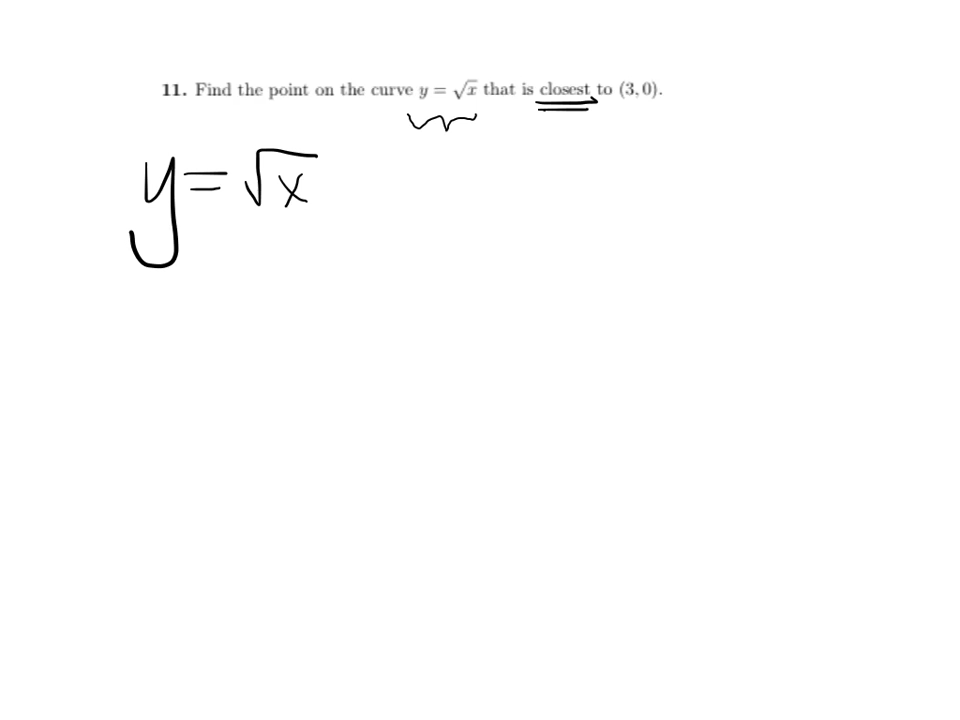 11. Find the point on the curve y = √x that is closest to (3, 0).
y = √x